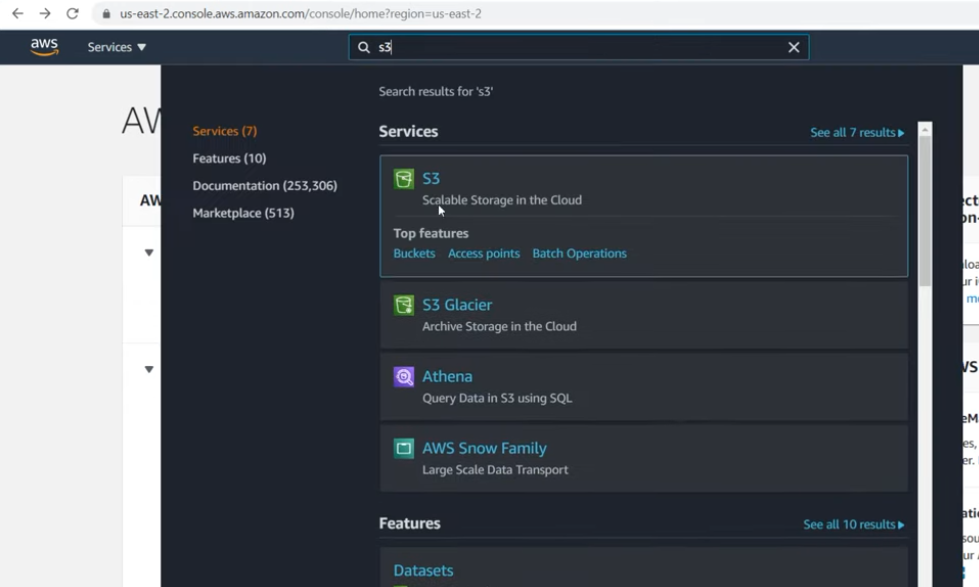 us-east-2.console.aws.amazon.com/console/home?region=us-east-2
aws Services ▼ s3
AW
Search results for 's3'
Services (7)
Features (10)
Documentation (253,306)
Marketplace (513)
Services See all 7 results
S3
Scalable Storage in the Cloud
Top features
Buckets Access points Batch Operations
S3 Glacier
Archive Storage in the Cloud
Athena
Query Data in S3 using SQL
AWS Snow Family
Large Scale Data Transport
Features See all 10 results
Datasets
AW